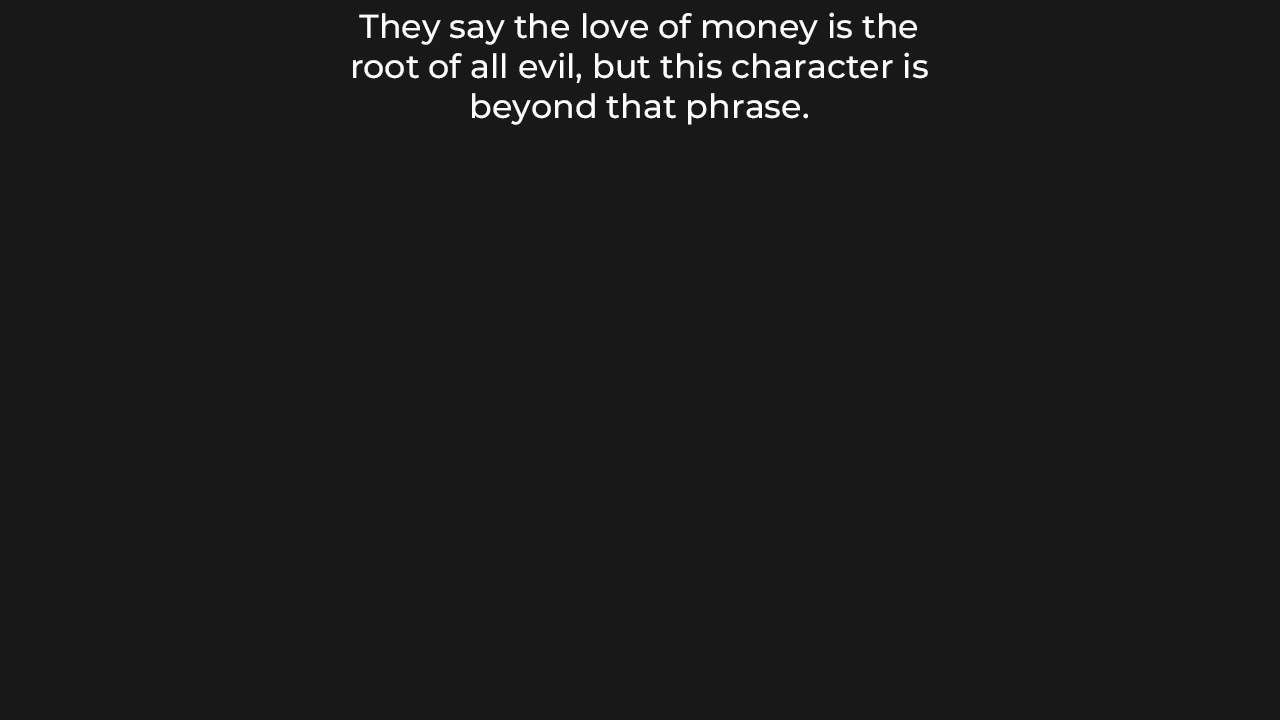 They say the love of money is the
root of all evil, but this character is
beyond that phrase.